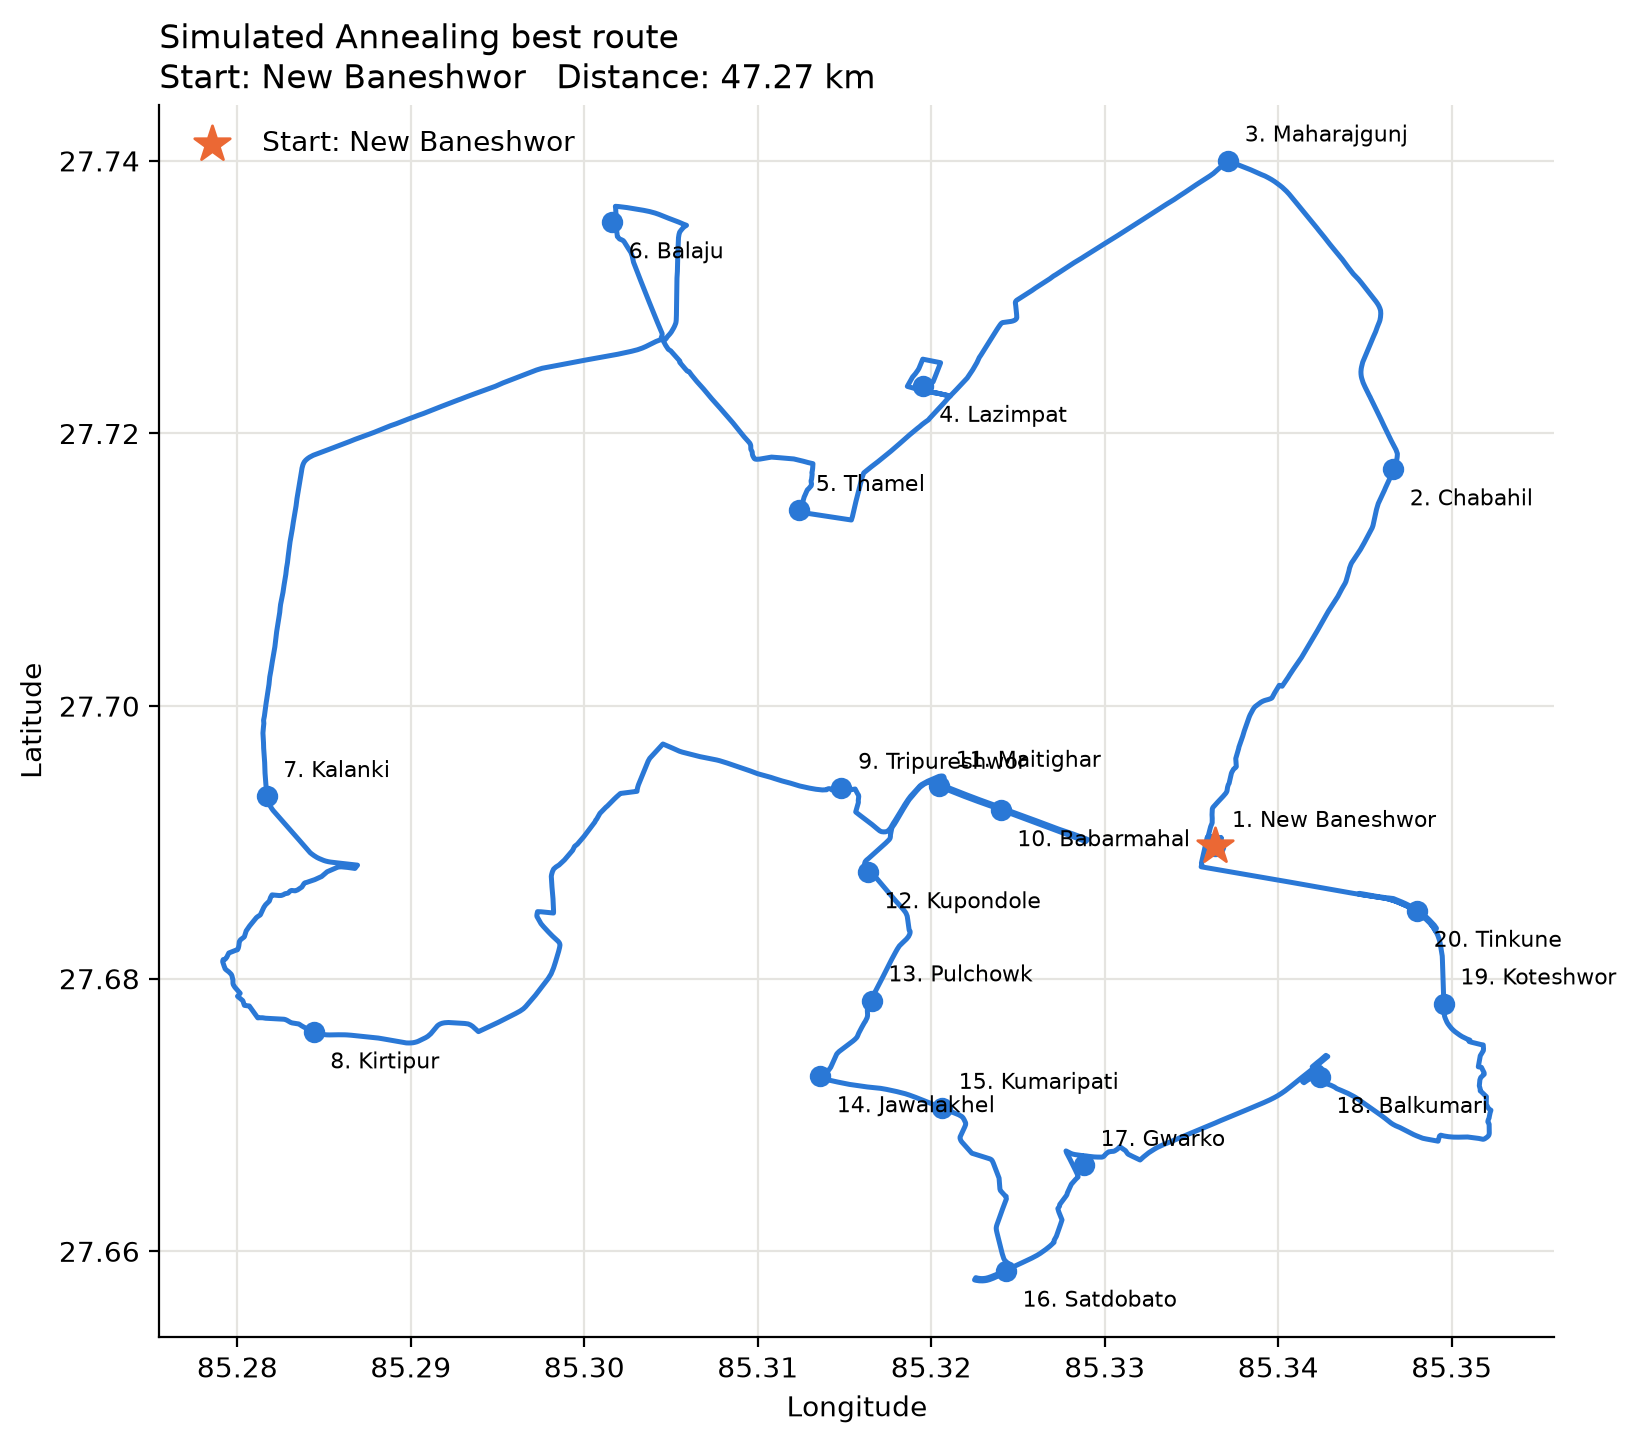 Simulated Annealing best route
Start: New Baneshwor   Distance: 47.27 km
Start: New Baneshwor
3. Maharajgunj
6. Balaju
4. Lazimpat
5. Thamel
2. Chabahil
7. Kalanki
9. Tripureshwor
11. Maitighar
1. New Baneshwor
10. Babarmahal
12. Kupondole
20. Tinkune
13. Pulchowk
19. Koteshwor
8. Kirtipur
15. Kumaripati
14. Jawalakhel
18. Balkumari
17. Gwarko
16. Satdobato
27.74
27.72
27.70
27.68
27.66
Latitude
85.28
85.29
85.30
85.31
85.32
85.33
85.34
85.35
Longitude